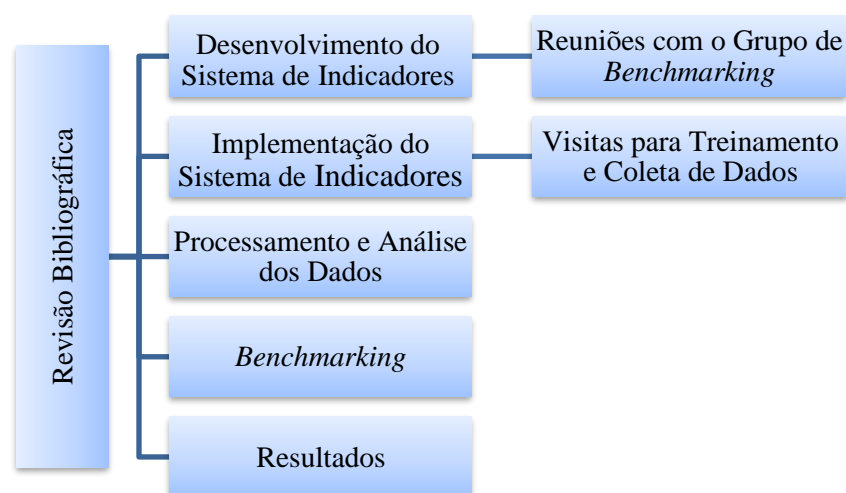 Revisão Bibliográfica
Desenvolvimento do
Sistema de Indicadores
Reuniões com o Grupo de
Benchmarking
Implementação do
Sistema de Indicadores
Visitas para Treinamento
e Coleta de Dados
Processamento e Análise
dos Dados
Benchmarking
Resultados